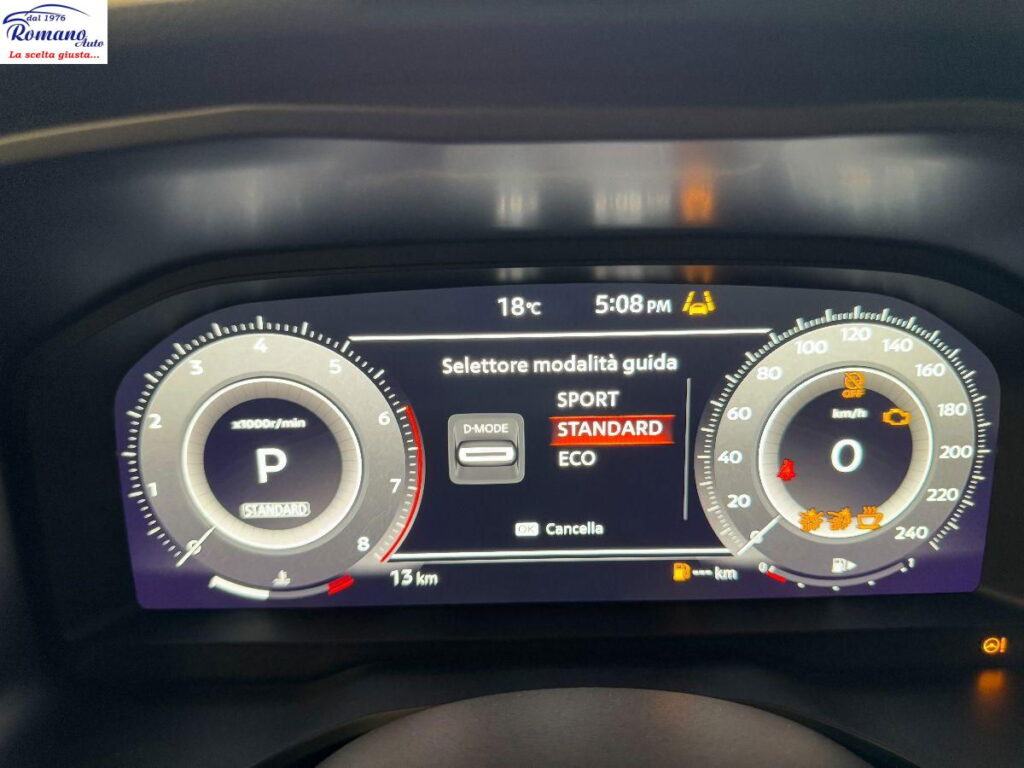 dal 1976
Romano
Auto
La scelta giusta...
18°C
5:08 PM
Selettore modalità guida
D-MODE
SPORT
STANDARD
ECO
OK Cancella
x1000r/min
P
STANDARD
0
1
2
3
4
5
6
7
8
13 km
--- km
OFF
km/h
0
0
20
40
60
80
100
120
140
160
180
200
220
240